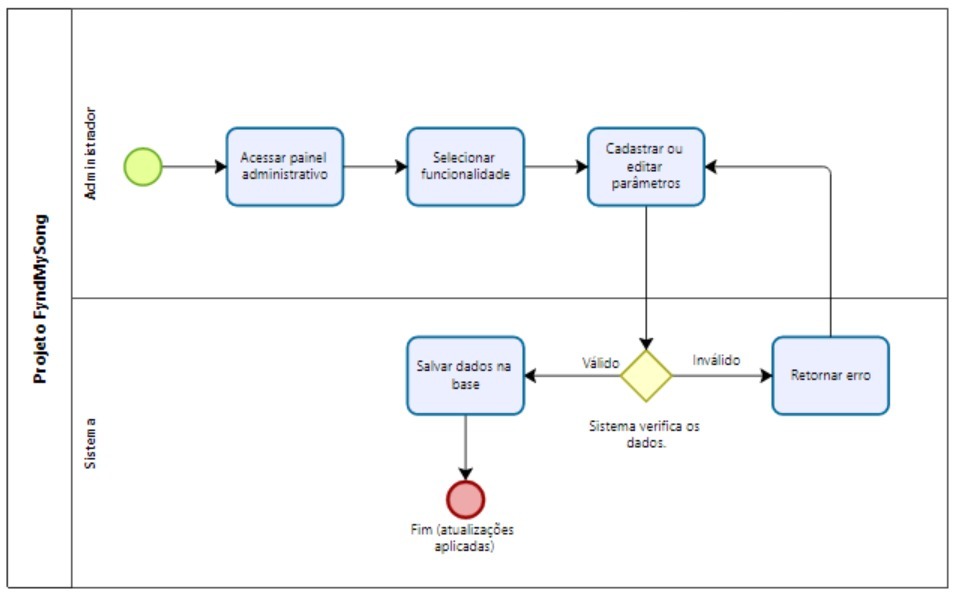 Projeto FyndMySong
Administrador
Acessar painel
administrativo
Selecionar
funcionalidade
Cadastrar ou
editar
parâmetros
Sistema
Salvar dados na
base
Válido
Inválido
Retornar erro
Sistema verifica os
dados.
Fim (atualizações
aplicadas)